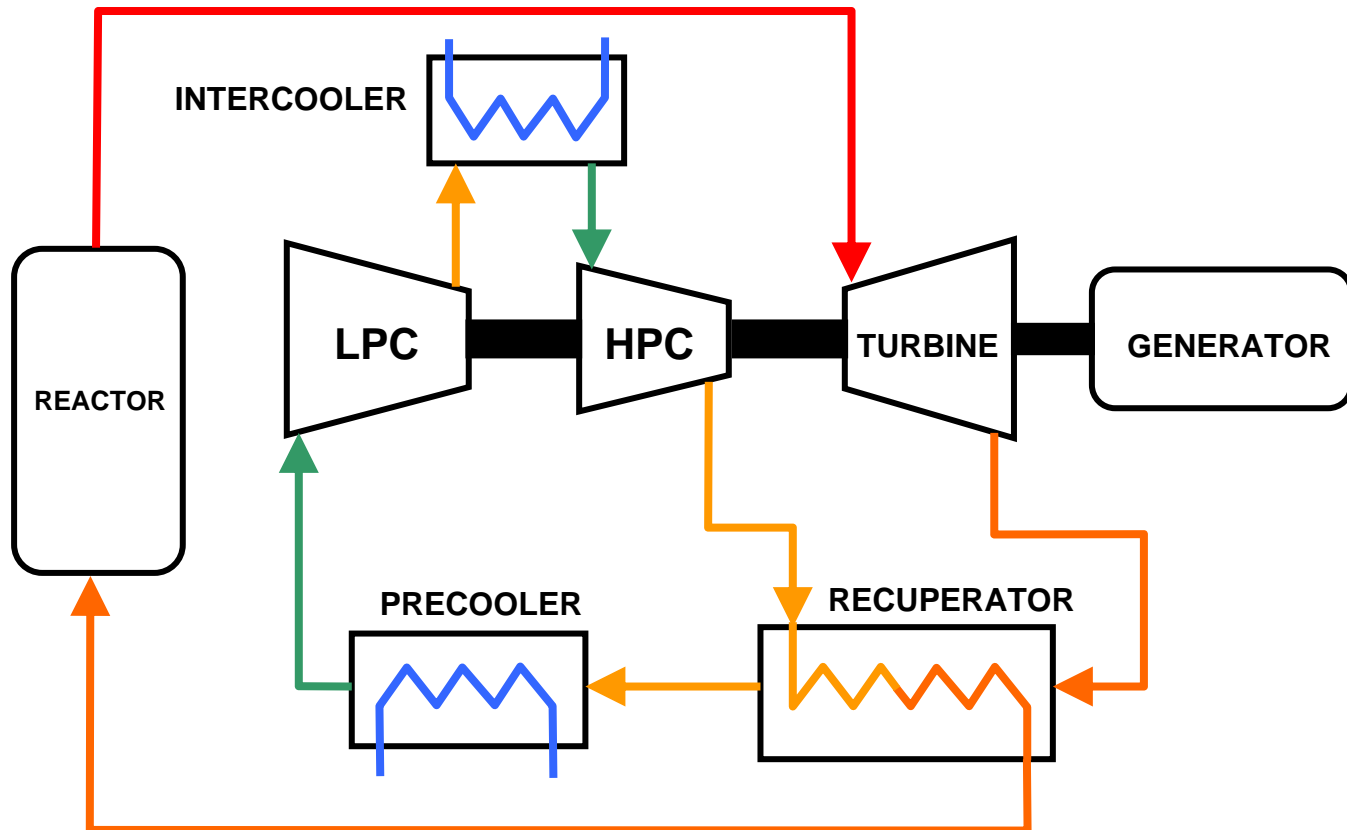 INTERCOOLER
LPC
HPC
TURBINE
GENERATOR
REACTOR
PRECOOLER
RECUPERATOR